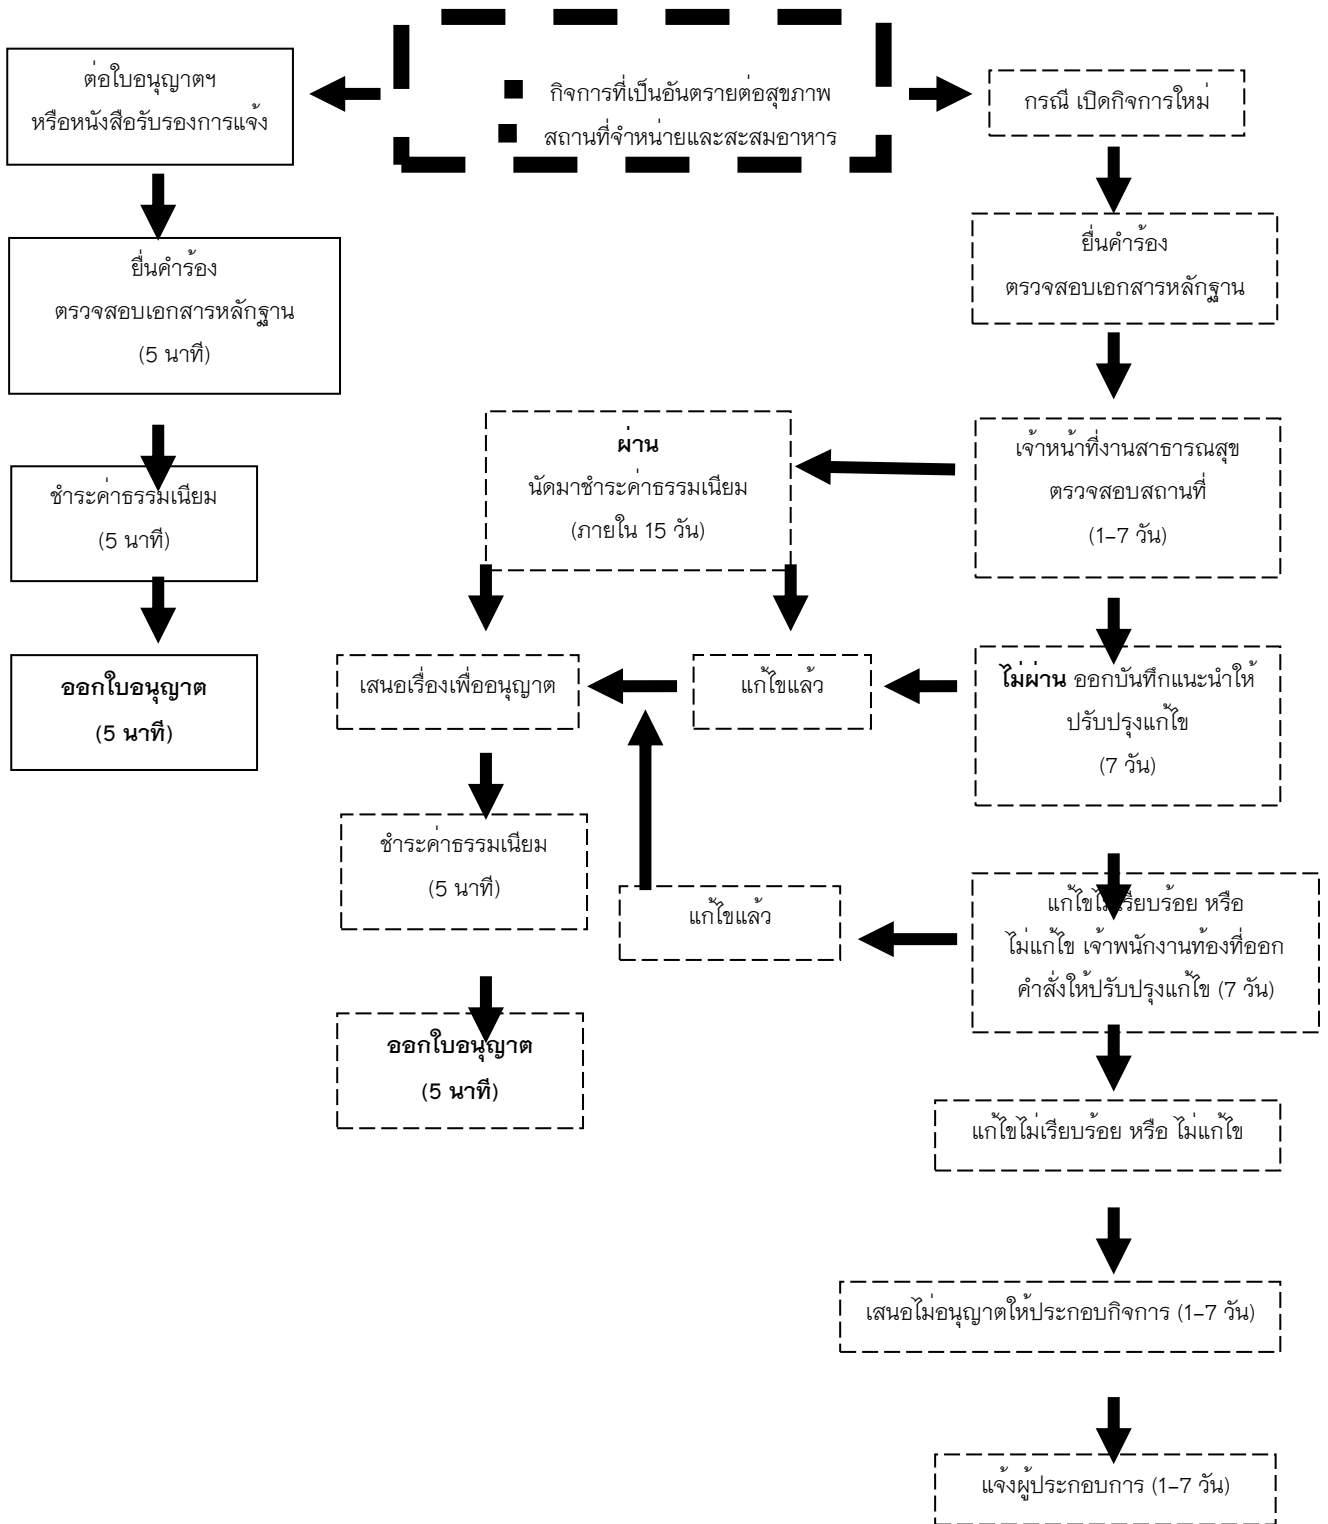 กิจการที่เป็นอันตรายต่อสุขภาพ
สถานที่จำหน่ายและสะสมอาหาร
ต่อใบอนุญาตฯ
หรือหนังสือรับรองการแจ้ง
ยื่นคำร้อง
ตรวจสอบเอกสารหลักฐาน
(5 นาที)
ชำระค่าธรรมเนียม
(5 นาที)
ออกใบอนุญาต
(5 นาที)
กรณี เปิดกิจการใหม่
ยื่นคำร้อง
ตรวจสอบเอกสารหลักฐาน
เจ้าหน้าที่งานสาธารณสุข
ตรวจสอบสถานที่
(1-7 วัน)
ผ่าน
นัดมาชำระค่าธรรมเนียม
(ภายใน 15 วัน)
ไม่ผ่าน ออกบันทึกแนะนำให้
ปรับปรุงแก้ไข
(7 วัน)
แก้ไขแล้ว
เสนอเรื่องเพื่ออนุญาต
ชำระค่าธรรมเนียม
(5 นาที)
ออกใบอนุญาต
(5 นาที)
แก้ไขไม่เรียบร้อย หรือ
ไม่แก้ไข เจ้าพนักงานท้องที่ออก
คำสั่งให้ปรับปรุงแก้ไข (7 วัน)
แก้ไขแล้ว
แก้ไขไม่เรียบร้อย หรือ ไม่แก้ไข
เสนอไม่อนุญาตให้ประกอบกิจการ (1-7 วัน)
แจ้งผู้ประกอบการ (1-7 วัน)